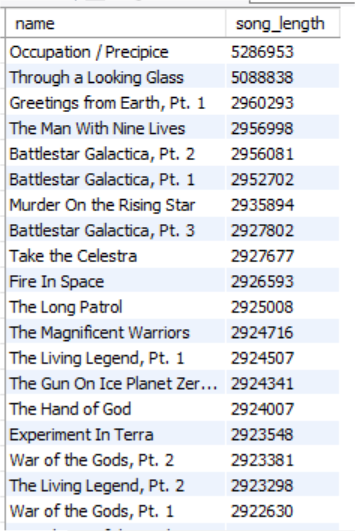 name song_length
Occupation / Precipice 5286953
Through a Looking Glass 5088838
Greetings from Earth, Pt. 1 2960293
The Man With Nine Lives 2956998
Battlestar Galactica, Pt. 2 2956081
Battlestar Galactica, Pt. 1 2952702
Murder On the Rising Star 2935894
Battlestar Galactica, Pt. 3 2927802
Take the Celestra 2927677
Fire In Space 2926593
The Long Patrol 2925008
The Magnificent Warriors 2924716
The Living Legend, Pt. 1 2924507
The Gun On Ice Planet Zer... 2924341
The Hand of God 2924007
Experiment In Terra 2923548
War of the Gods, Pt. 2 2923381
The Living Legend, Pt. 2 2923298
War of the Gods, Pt. 1 2922630